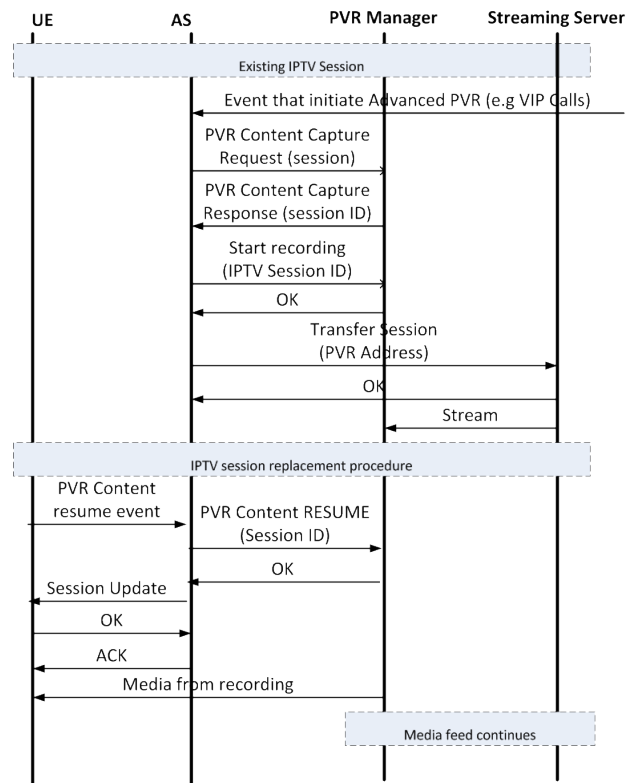 UE AS PVR Manager Streaming Server
Existing IPTV Session
Event that initiate Advanced PVR (e.g VIP Calls)
PVR Content Capture
Request (session)
PVR Content Capture
Response (session ID)
Start recording
(IPTV Session ID)
OK
Transfer Session
(PVR Address)
OK
Stream
IPTV session replacement procedure
PVR Content
resume event
PVR Content RESUME
(Session ID)
OK
Session Update
OK
ACK
Media from recording
Media feed continues